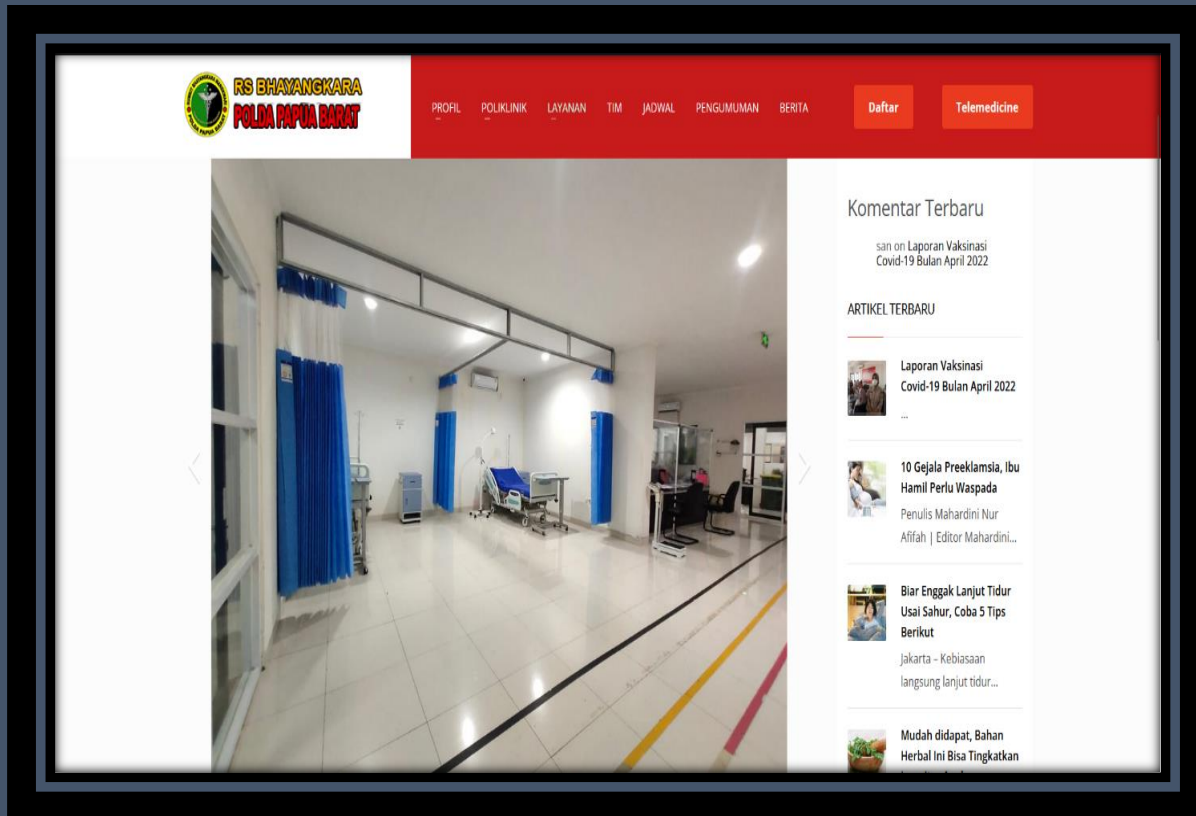 RS BHAYANGKARA
POLDA PAPUA BARAT
PROFIL POLIKLINIK LAYANAN TIM JADWAL PENGUMUMAN BERITA Daftar Telemedicine
Komentar Terbaru
san on Laporan Vaksinasi
Covid-19 Bulan April 2022
ARTIKEL TERBARU
Laporan Vaksinasi
Covid-19 Bulan April 2022
...
10 Gejala Preeklamsia, Ibu
Hamil Perlu Waspada
Penulis Mahardini Nur
Afifah | Editor Mahardini...
Biar Enggak Lanjut Tidur
Usai Sahur, Coba 5 Tips
Berikut
Jakarta – Kebiasaan
langsung lanjut tidur...
Mudah didapat, Bahan
Herbal Ini Bisa Tingkatkan